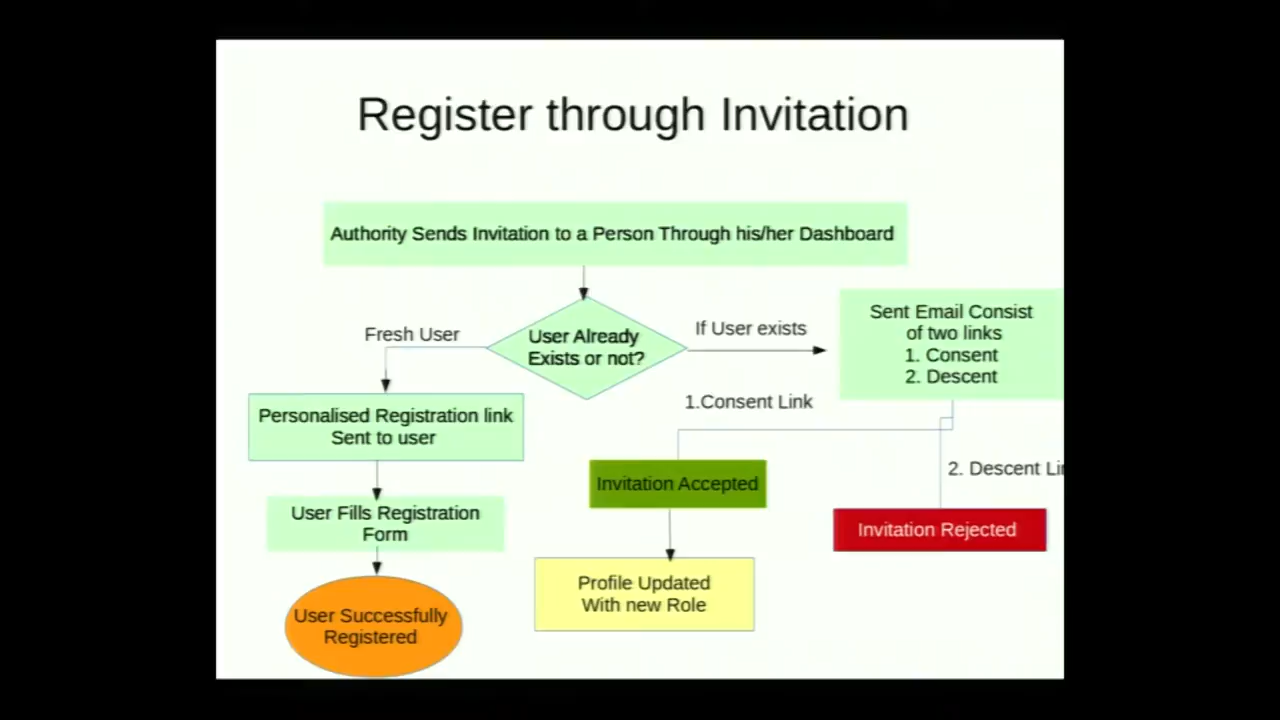 Register through Invitation
Authority Sends Invitation to a Person Through his/her Dashboard
User Already
Exists or not?
Fresh User
If User exists
Sent Email Consist
of two links
1. Consent
2. Descent
Personalised Registration link
Sent to user
1.Consent Link
2. Descent Li
Invitation Accepted
Invitation Rejected
User Fills Registration
Form
Profile Updated
With new Role
User Successfully
Registered